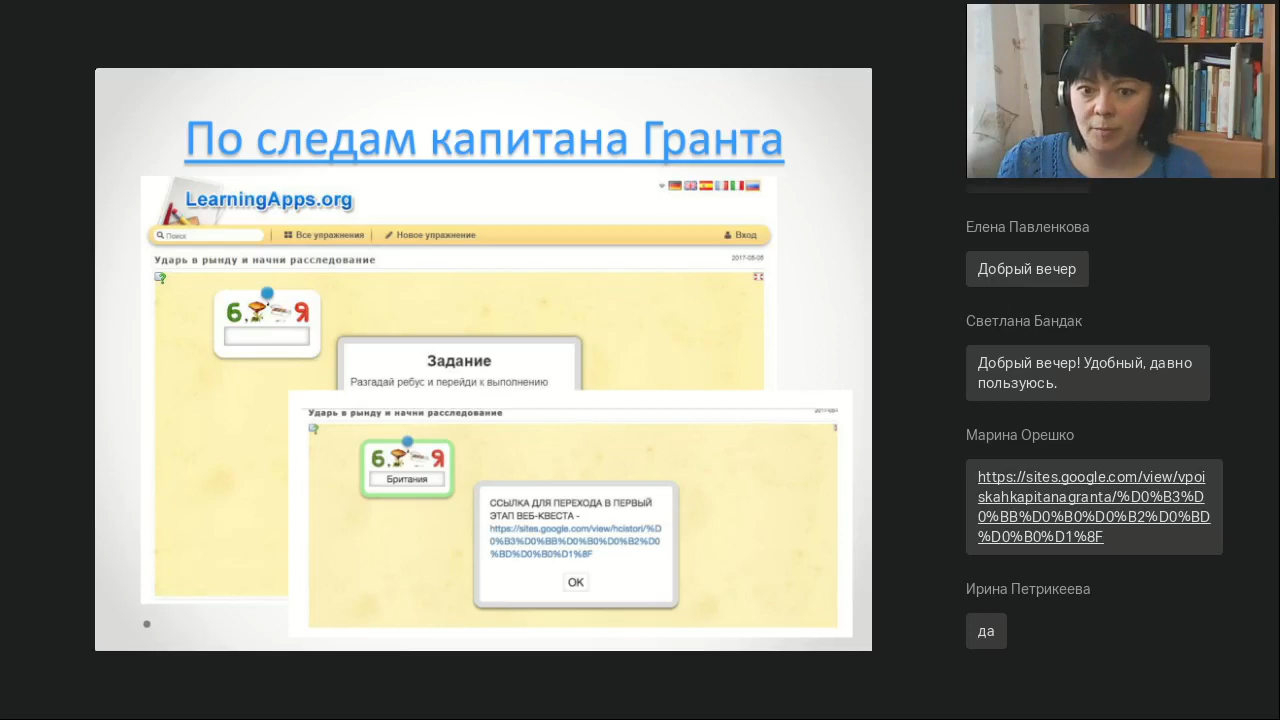 По следам капитана Гранта
LearningApps.org
Поиск
Все упражнения
Новое упражнение
Вход
Ударь в рынду и начни расследование
2017-05-05
б,
Я
Задание
Разгадай ребус и перейди к выполнению
Ударь в рынду и начни расследование
б,
Я
Британия
ССЫЛКА ДЛЯ ПЕРЕХОДА В ПЕРВЫЙ
ЭТАП ВЕБ-КВЕСТА -
https://sites.google.com/view/hcistori/%D
0%B3%D0%BB%D0%B0%D0%B2%D0
%BD%D0%B0%D1%8F
OK
Елена Павленкова
Добрый вечер
Светлана Бандак
Добрый вечер! Удобный, давно
пользуюсь.
Марина Орешко
https://sites.google.com/view/vpoi
skahkapitanagranta/%D0%B3%D
0%BB%D0%B0%D0%B2%D0%BD
%D0%B0%D1%8F
Ирина Петрикеева
да